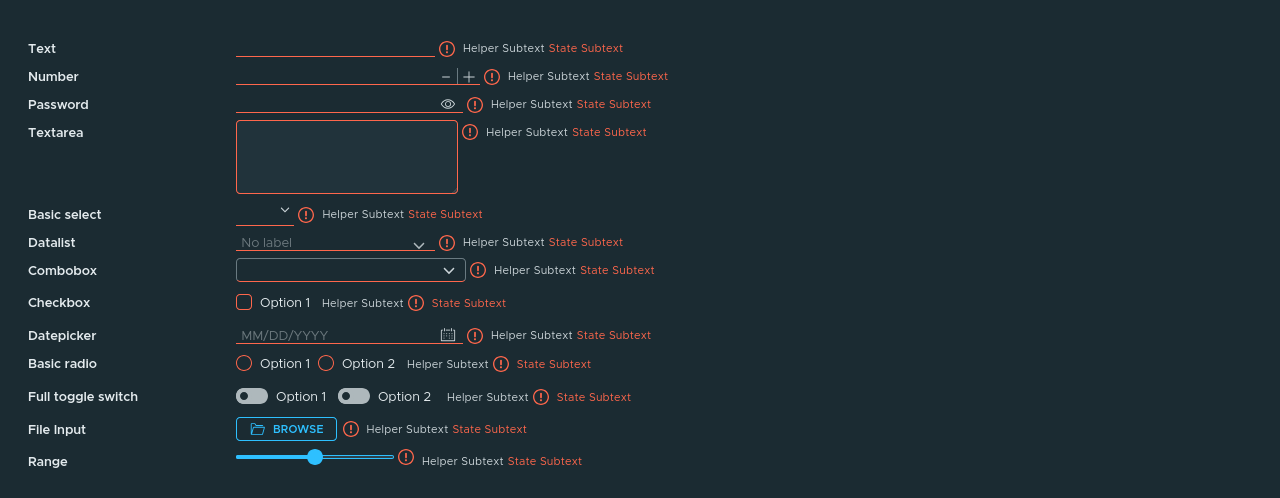 Text Helper Subtext State Subtext
Number Helper Subtext State Subtext
Password Helper Subtext State Subtext
Textarea Helper Subtext State Subtext
Basic select Helper Subtext State Subtext
Datalist No label Helper Subtext State Subtext
Combobox Helper Subtext State Subtext
Checkbox Option 1 Helper Subtext State Subtext
Datepicker MM/DD/YYYY Helper Subtext State Subtext
Basic radio Option 1 Option 2 Helper Subtext State Subtext
Full toggle switch Option 1 Option 2 Helper Subtext State Subtext
File Input BROWSE Helper Subtext State Subtext
Range Helper Subtext State Subtext